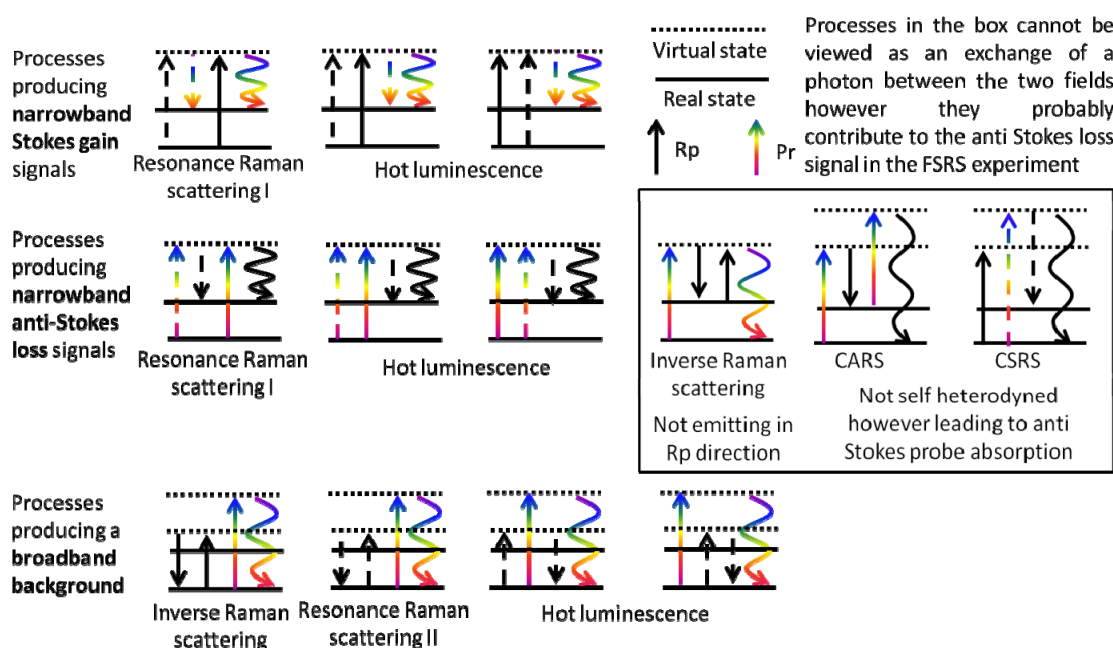 Processes
producing
narrowband
Stokes gain
signals
Resonance Raman
scattering I
Hot luminescence
Virtual state
Real state
Rp
Pr
Processes in the box cannot be
viewed as an exchange of a
photon between the two fields
however they probably
contribute to the anti Stokes loss
signal in the FSRS experiment
Processes
producing
narrowband
anti-Stokes
loss signals
Resonance Raman
scattering I
Hot luminescence
Inverse Raman
scattering
Not emitting in
Rp direction
CARS
CSRS
Not self heterodyned
however leading to anti
Stokes probe absorption
Processes
producing a
broadband
background
Inverse Raman
scattering
Resonance Raman
scattering II
Hot luminescence